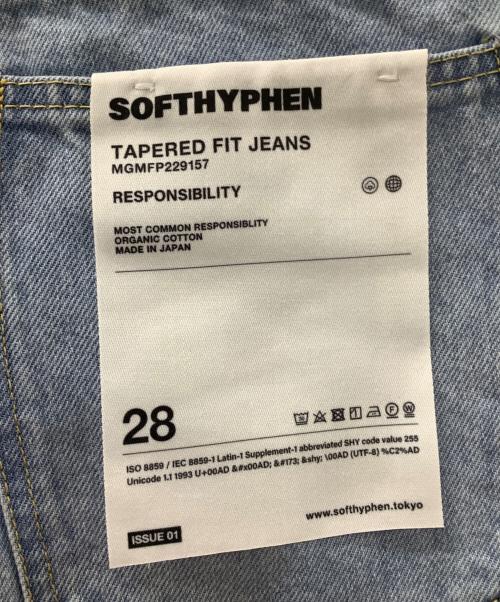 SOFTHYPHEN
TAPERED FIT JEANS
MGMFP229157
RESPONSIBILITY
MOST COMMON RESPONSIBLITY
ORGANIC COTTON
MADE IN JAPAN
28
ISO 8859 / IEC 8859-1 Latin-1 Supplement-1 abbreviated SHY code value 255
Unicode 1.1 1993 U+00AD &#x00AD; &#173; &shy; \00AD (UTF-8) %C2%AD
www.softhyphen.tokyo
ISSUE 01